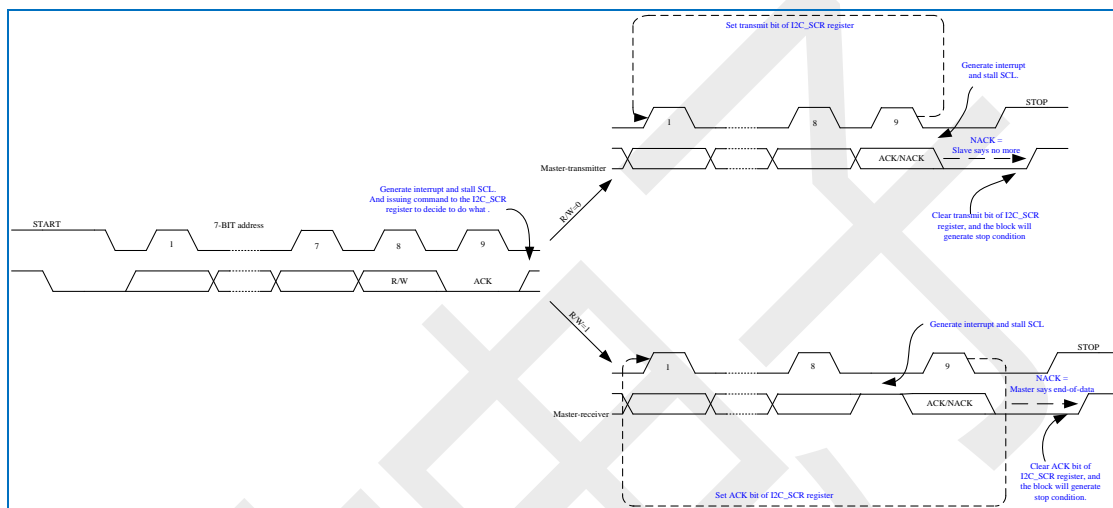 Set transmit bit of I2C_SCR register
Generate interrupt
and stall SCL.
STOP
1
8
9
NACK =
Slave says no more
Master-transmitter
ACK/NACK
Clear transmit bit of I2C_SCR
register, and the block will
generate stop condition
R/W=0
Generate interrupt and stall SCL.
And issuing command to the I2C_SCR
register to decide to do what .
START
7-BIT address
1
7
8
9
R/W
ACK
R/W=1
Generate interrupt and stall SCL
STOP
1
8
9
NACK =
Master says end-of-data
Master-receiver
ACK/NACK
Clear ACK bit of
I2C_SCR register, and
the block will generate
stop condition.
Set ACK bit of I2C_SCR register